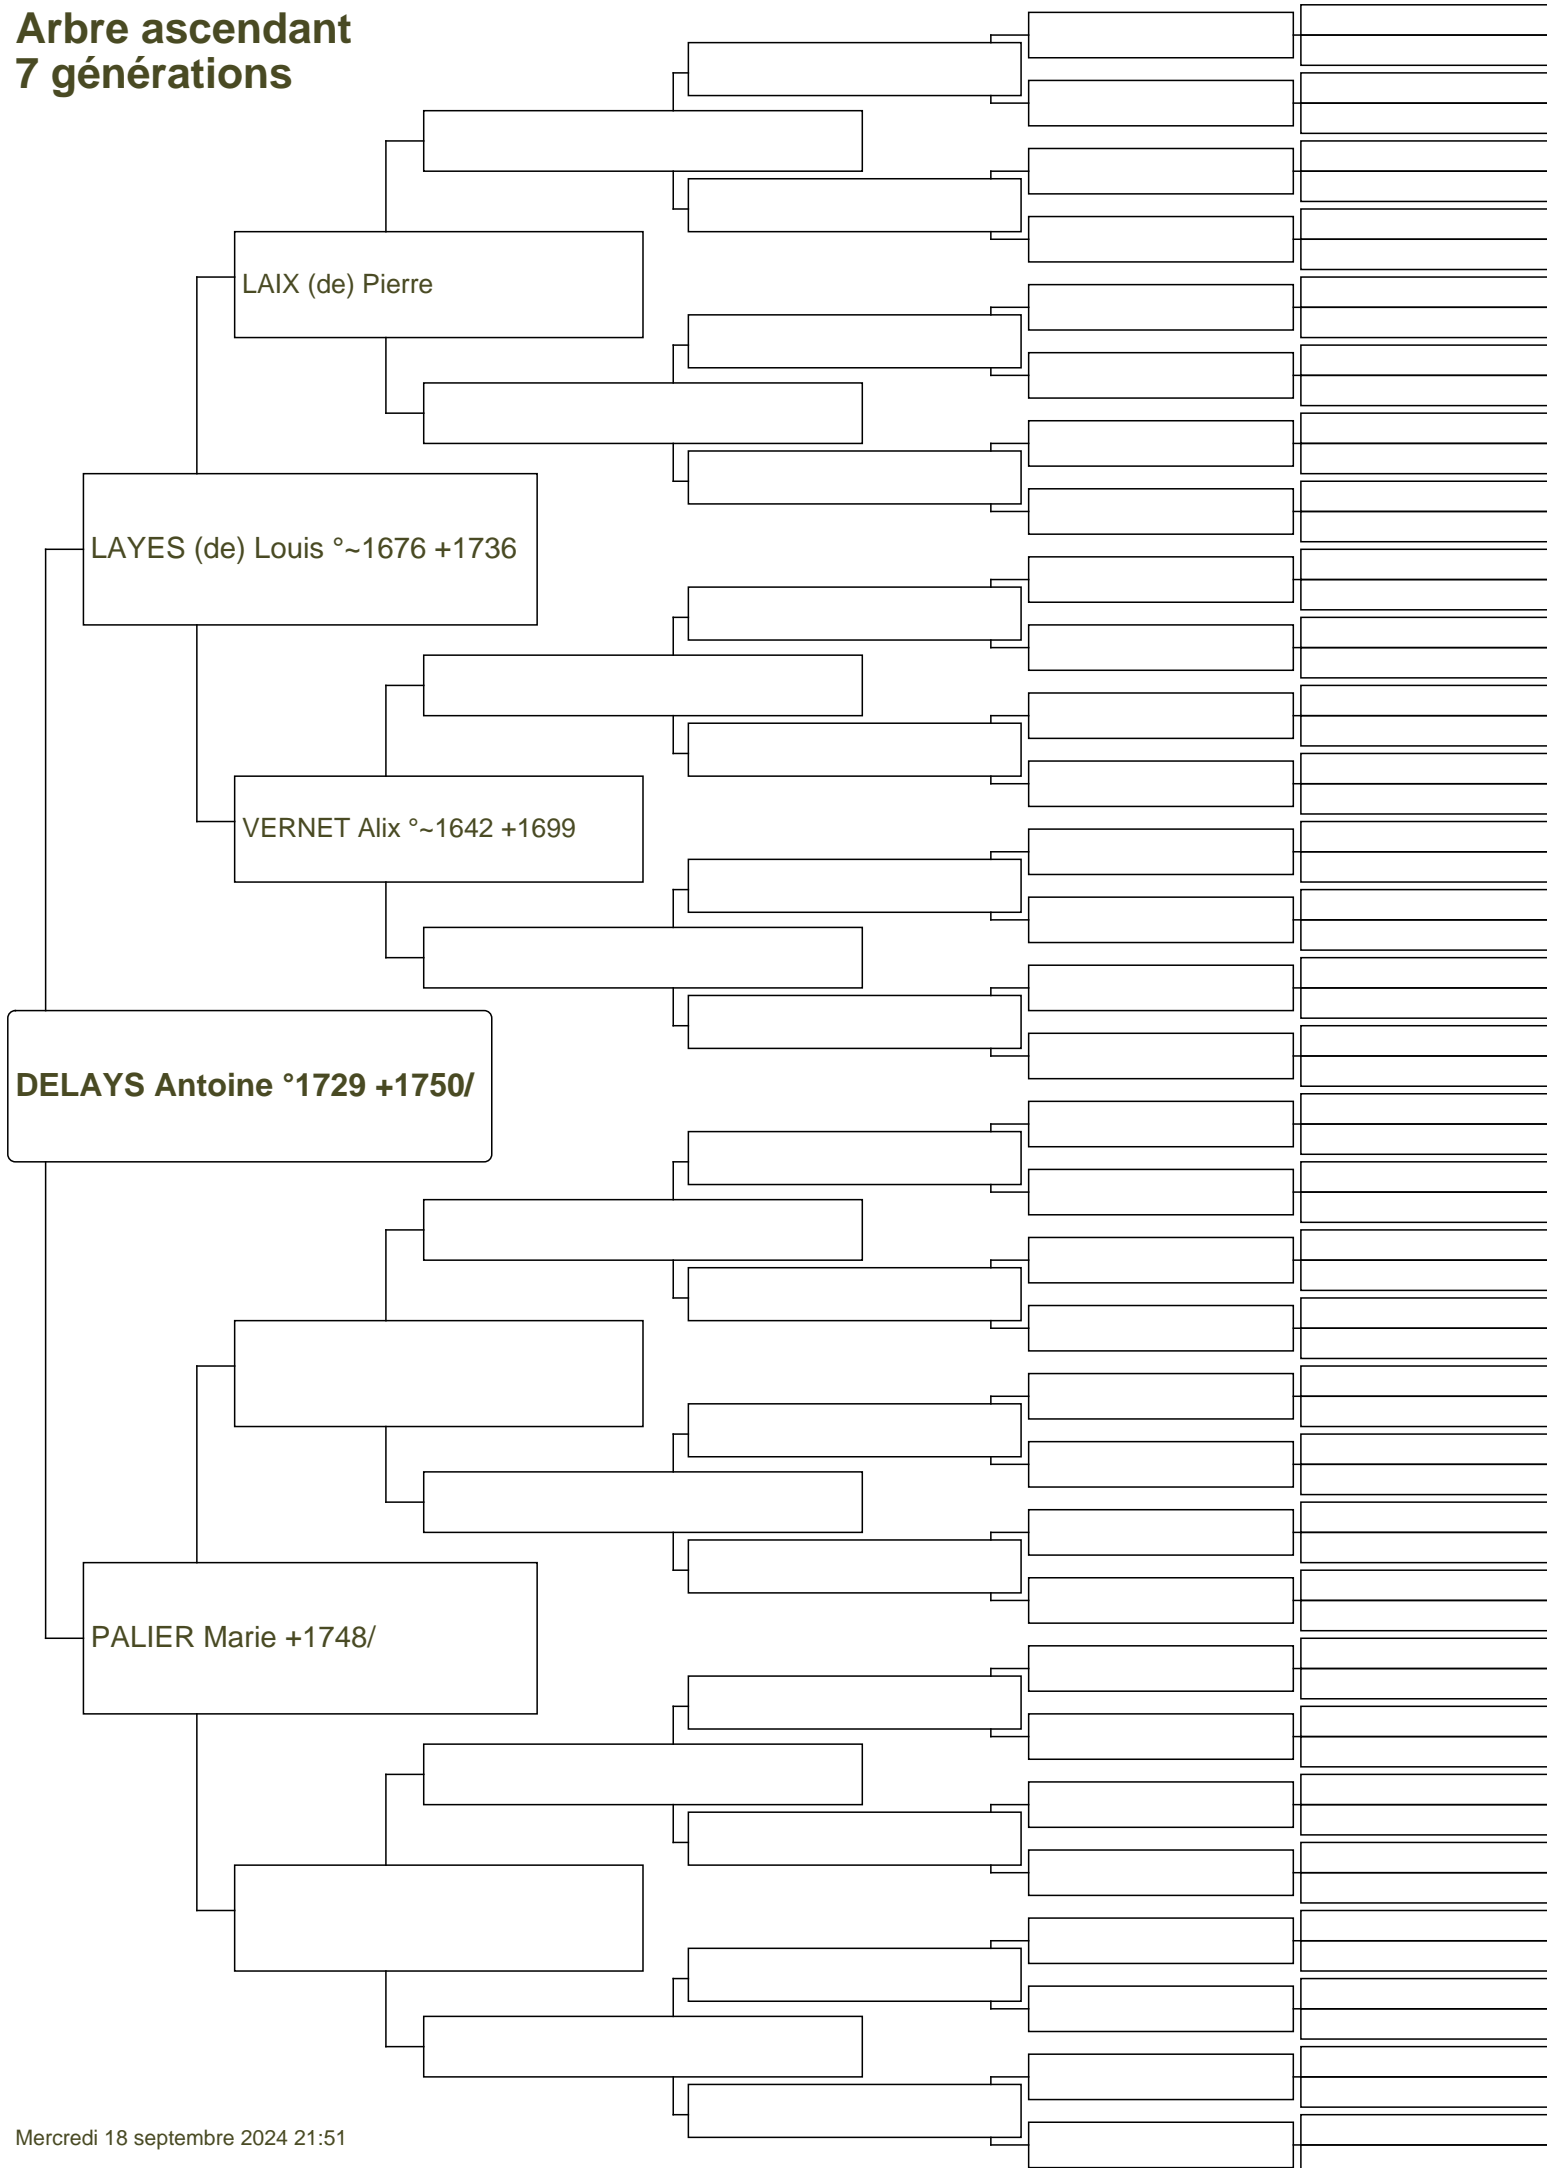 Arbre ascendant
7 générations
LAIX (de) Pierre
LAYES (de) Louis °~1676 +1736
VERNET Alix °~1642 +1699
DELAYS Antoine °1729 +1750/
PALIER Marie +1748/
Mercredi 18 septembre 2024 21:51